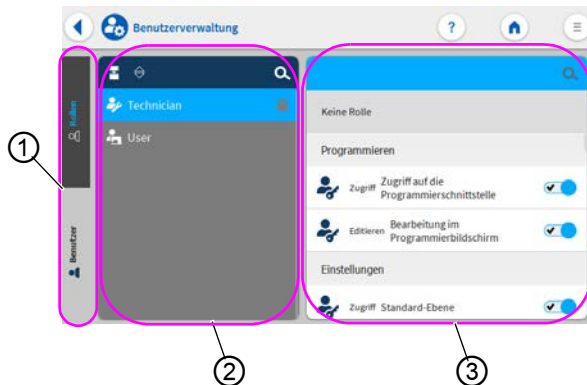 Benutzerverwaltung
?
Rollen
Benutzer
Technician
User
Keine Rolle
Programmieren
Zugriff Zugriff auf die
Programmierschnittstelle
Editieren Bearbeitung im
Programmierbildschirm
Einstellungen
Zugriff Standard-Ebene
1
2
3